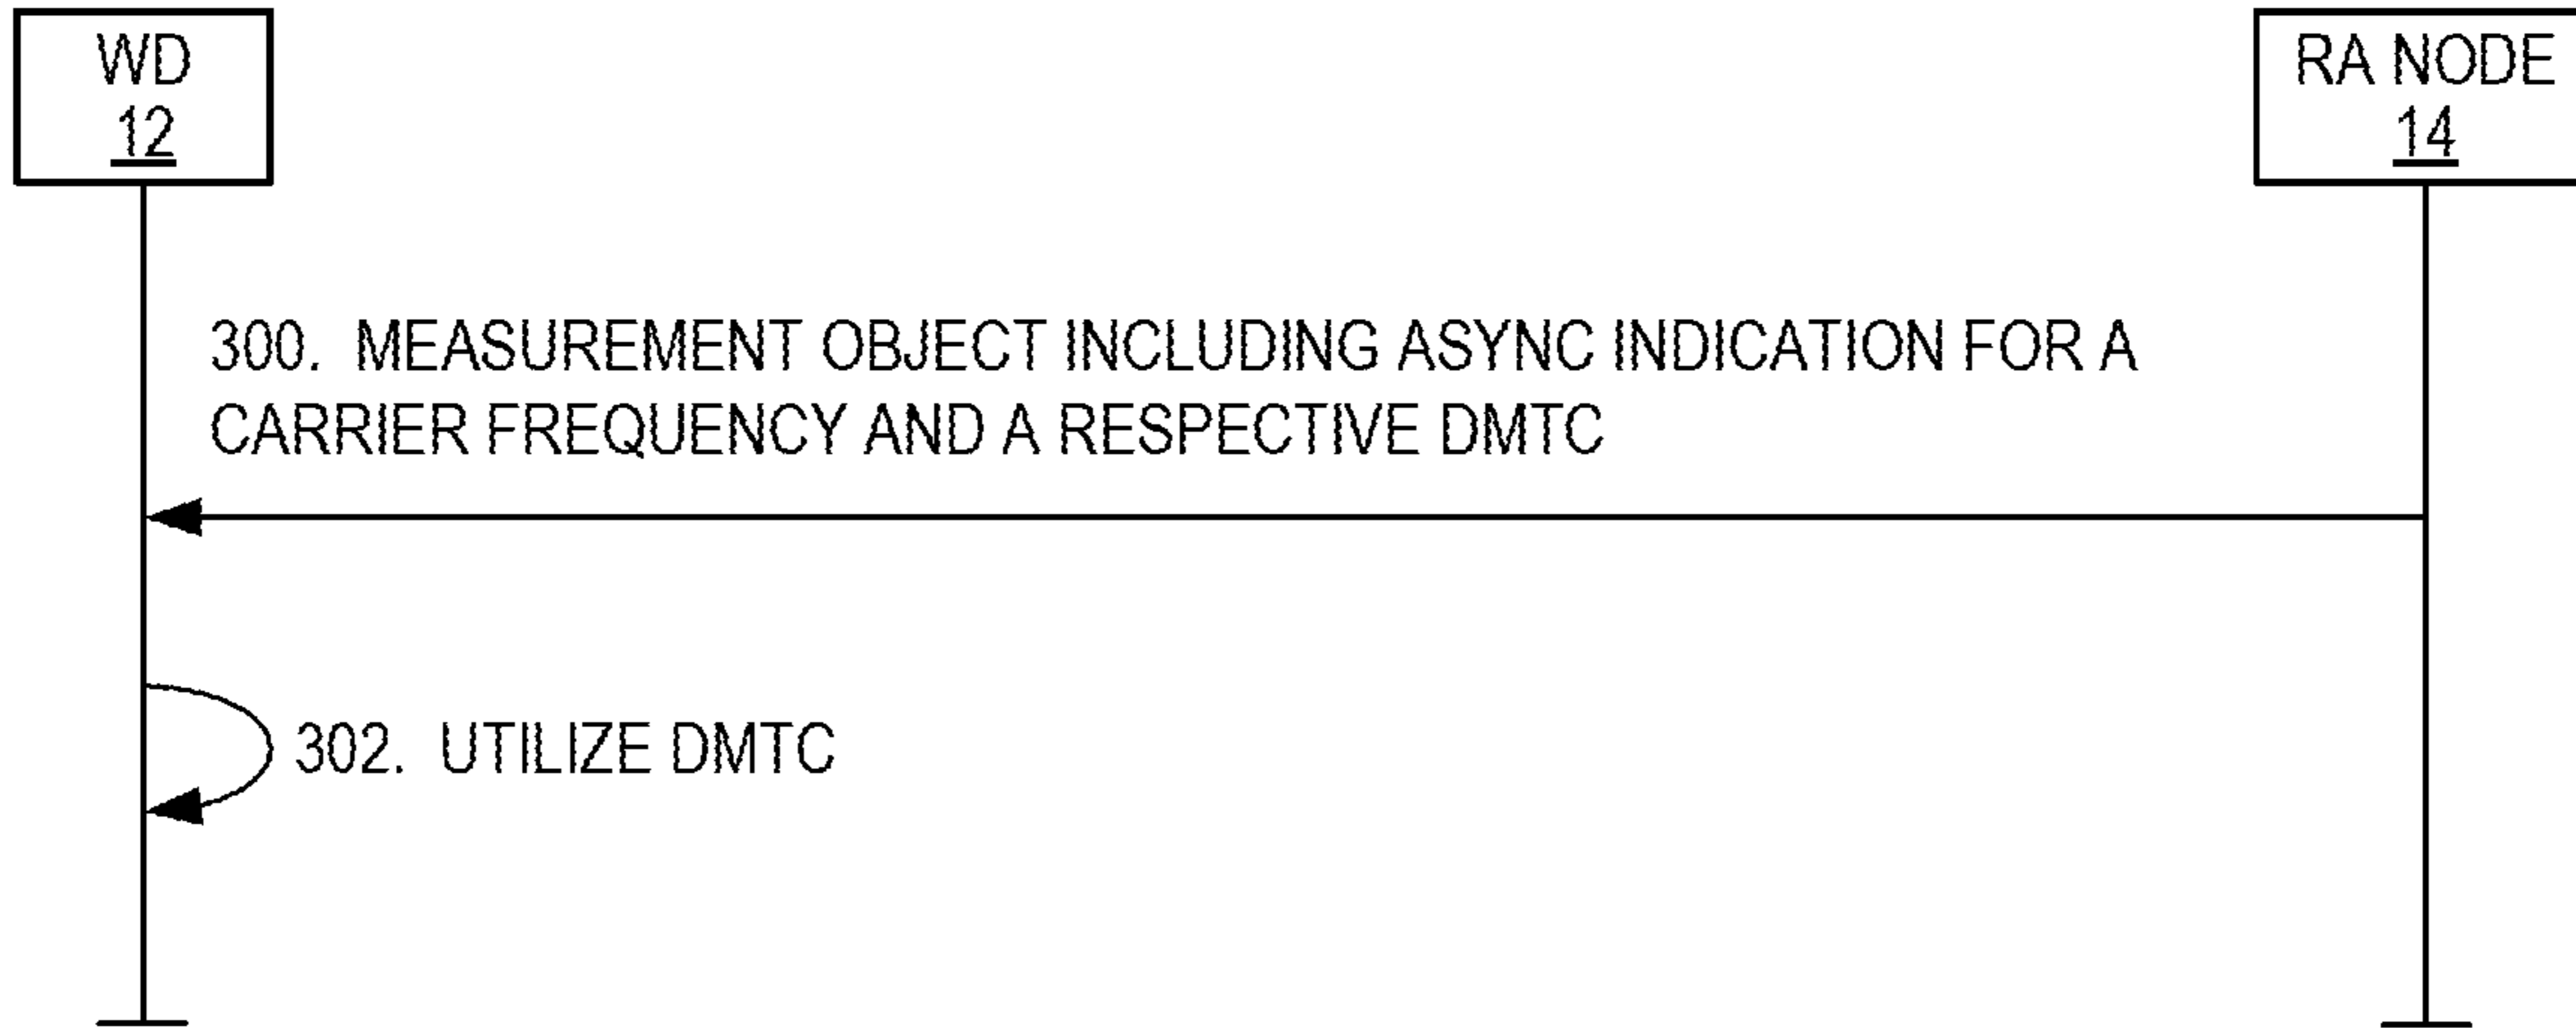 WD
12
RA NODE
14
300. MEASUREMENT OBJECT INCLUDING ASYNC INDICATION FOR A
CARRIER FREQUENCY AND A RESPECTIVE DMTC
302. UTILIZE DMTC